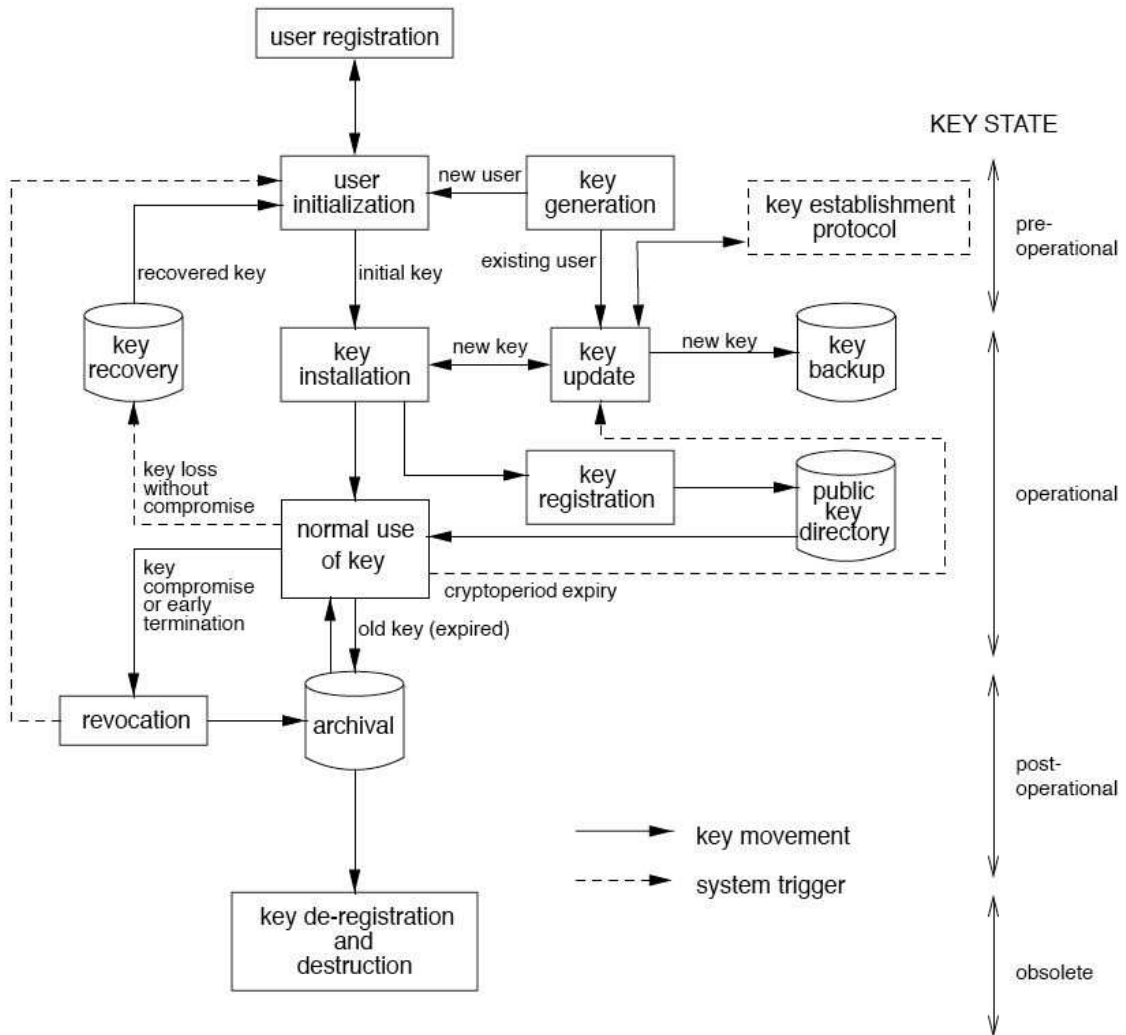 user registration
KEY STATE
user
initialization
new user
key
generation
key establishment
protocol
pre-
operational
existing user
recovered key
initial key
key
recovery
key
installation
new key
key
update
new key
key
backup
key loss
without
compromise
key
registration
public
key
directory
operational
normal use
of key
key
compromise
or early
termination
cryptoperiod expiry
old key (expired)
revocation
archival
post-
operational
key movement
system trigger
key de-registration
and
destruction
obsolete